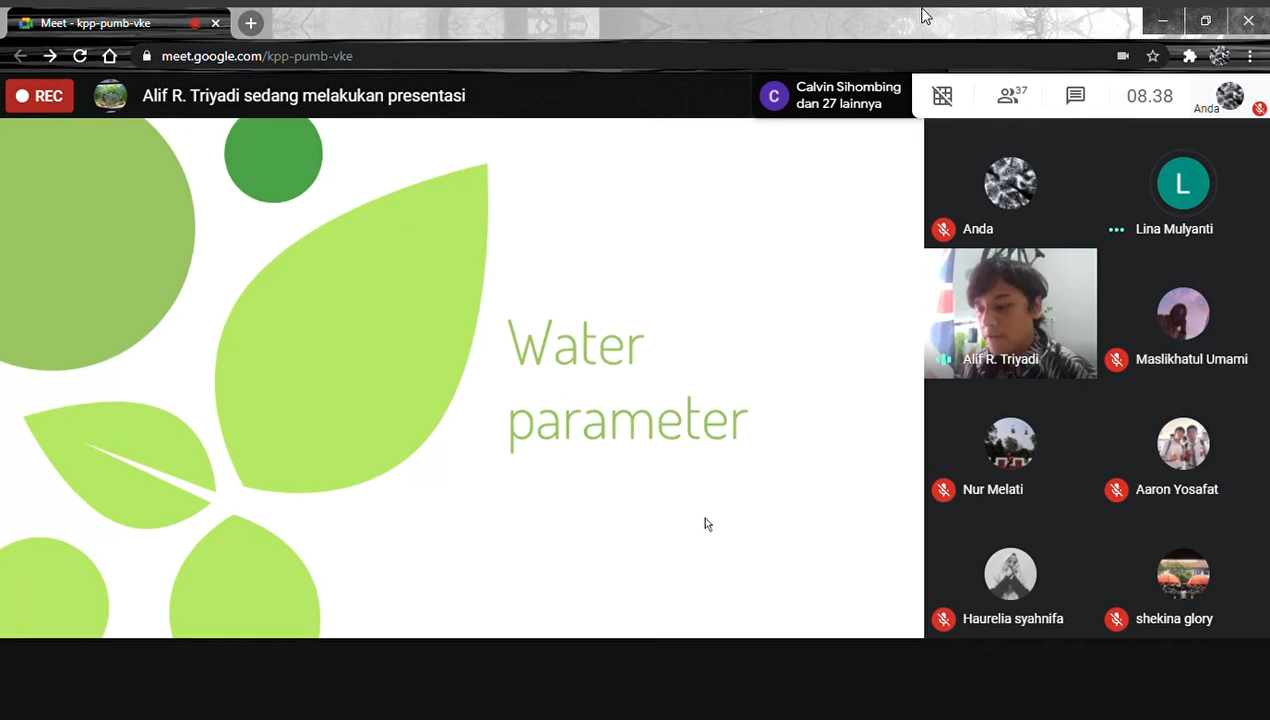 Meet - kpp-pumb-vke
meet.google.com/kpp-pumb-vke
REC
Alif R. Triyadi sedang melakukan presentasi
C
Calvin Sihombing
dan 27 lainnya
37
08.38
Anda
Water
parameter
Anda
L
Lina Mulyanti
Alif R. Triyadi
Maslikhatul Umami
Nur Melati
Aaron Yosafat
Haurelia syahnifa
shekina glory